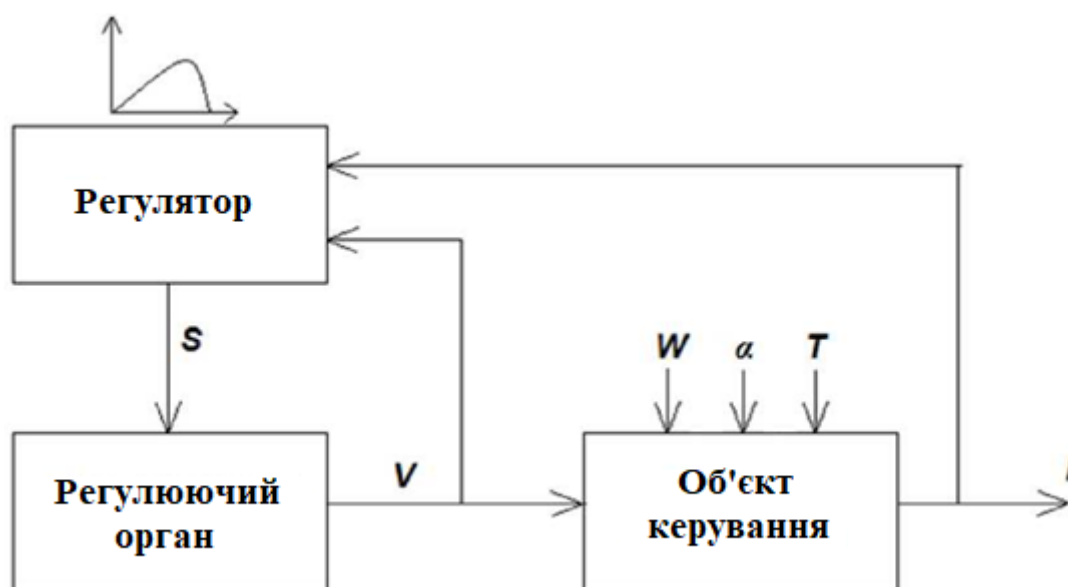 Регулятор
S
W α T
V
Регулюючий
орган
Об'єкт
керування